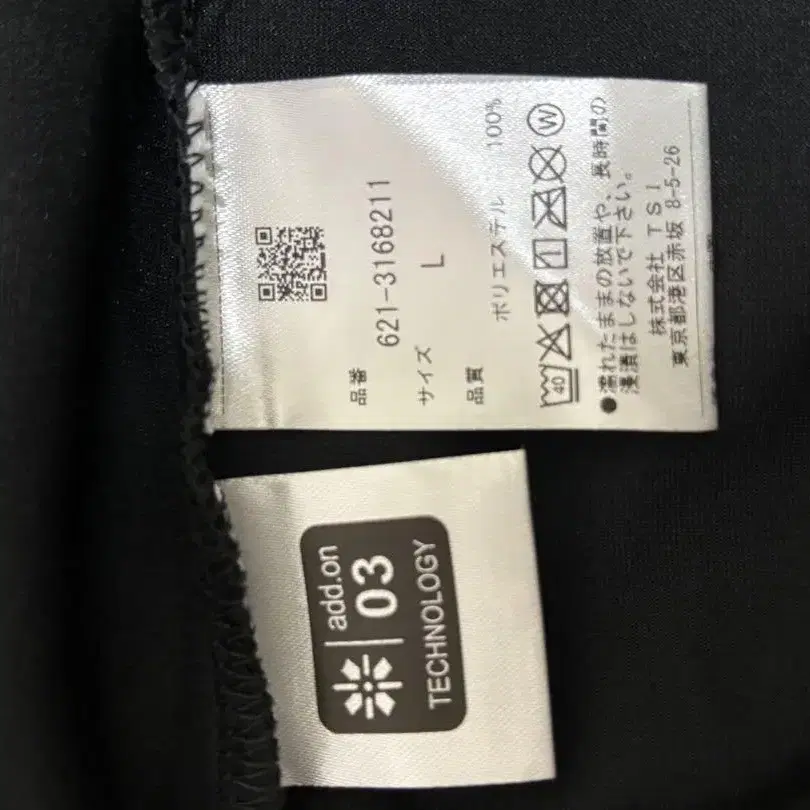 品番
621-3168211
サイズ L
品質
ポリエステル 100%
40
1
W
●濡れたままの放置や、長時間の
浸漬はしないで下さい。
株式会社 TSI
東京都港区赤坂 8-5-26
add.on
03
TECHNOLOGY